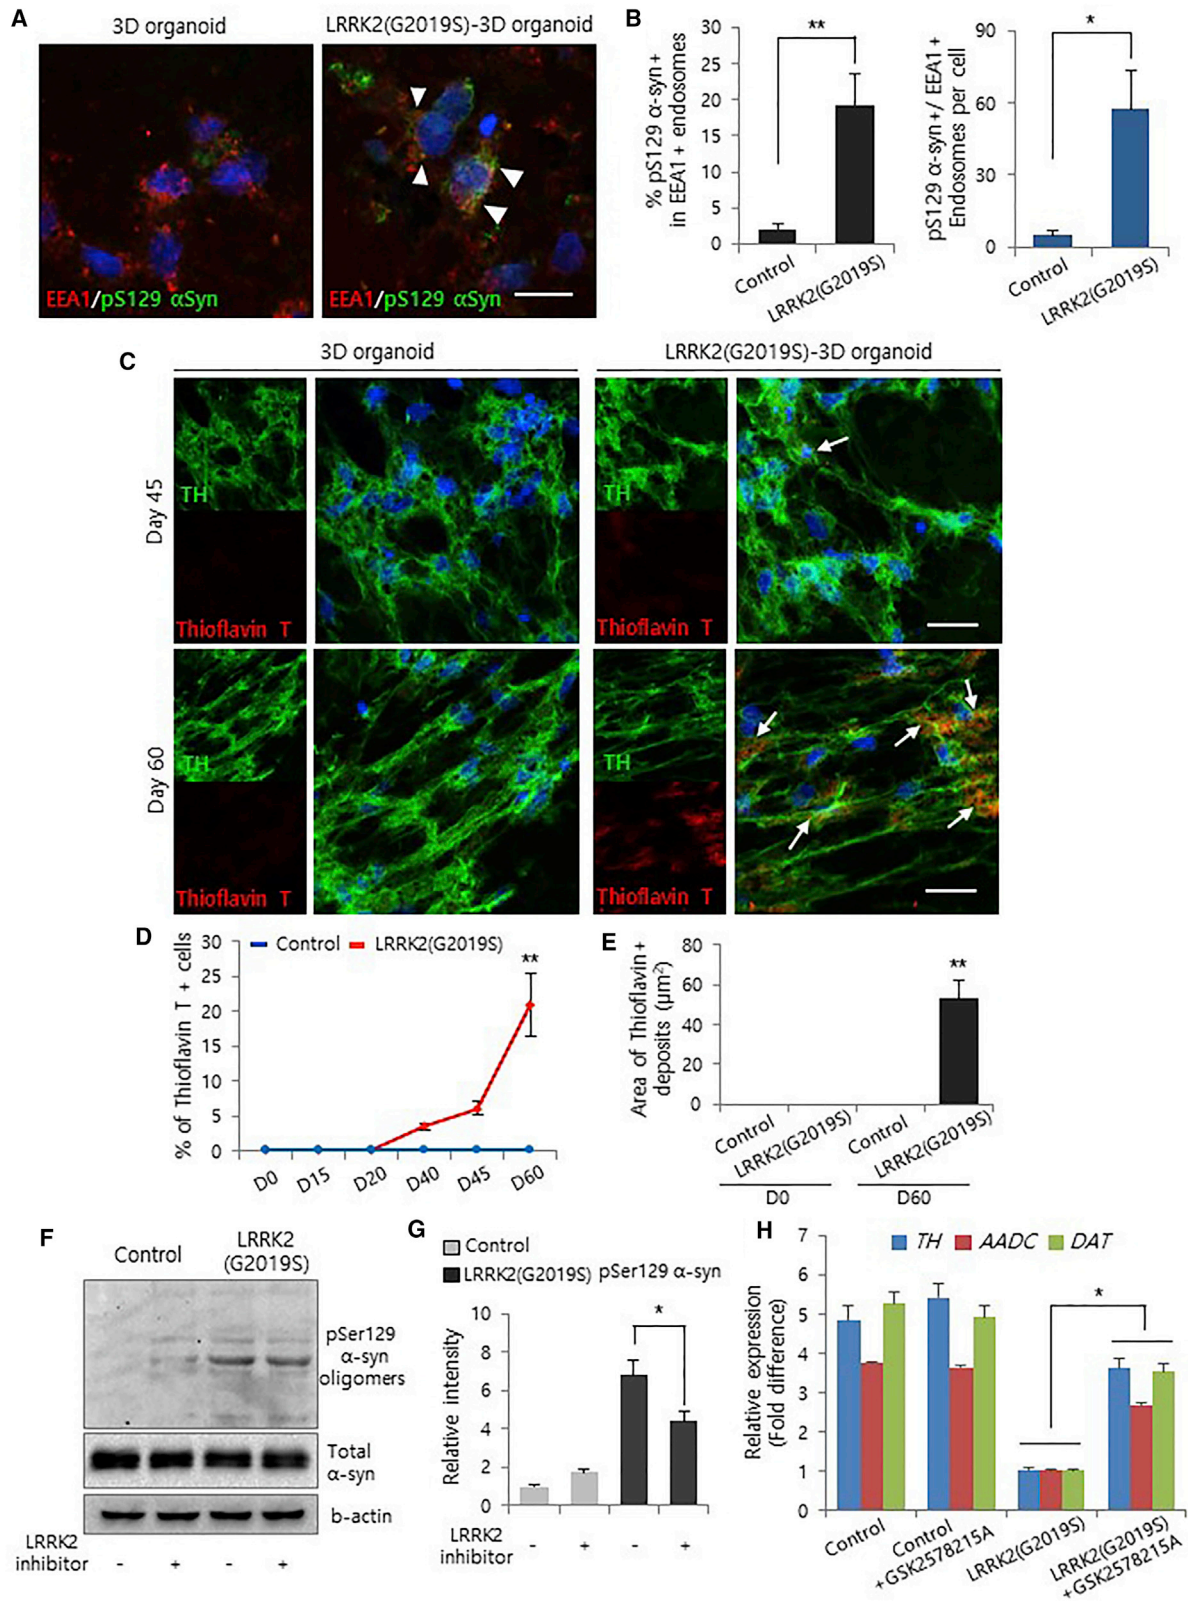 A
3D organoid
LRRK2(G2019S)-3D organoid
EEA1/pS129 αSyn
EEA1/pS129 αSyn
B
% pS129 α-syn+
in EEA1 + endosomes
30
25
20
15
10
5
0
**
Control
LRRK2(G2019S)
pS129 α-syn+/ EEA1+
Endosomes per cell
90
60
30
0
*
Control
LRRK2(G2019S)
C
3D organoid
LRRK2(G2019S)-3D organoid
Day 45
TH
Thioflavin T
TH
Thioflavin T
Day 60
TH
Thioflavin T
TH
Thioflavin T
D
% of Thioflavin T + cells
30
25
20
15
10
5
0
Control
LRRK2(G2019S)
**
D0
D15
D20
D40
D45
D60
E
Area of Thioflavin+
deposits (μm²)
80
60
40
20
0
**
Control
LRRK2(G2019S)
Control
LRRK2(G2019S)
D0
D60
F
Control
LRRK2
(G2019S)
pSer129
α-syn
oligomers
Total
α-syn
b-actin
LRRK2
inhibitor
-
+
-
+
G
Control
LRRK2(G2019S)
pSer129 α-syn
Relative intensity
10
8
6
4
2
0
*
LRRK2
inhibitor
-
+
-
+
H
TH
AADC
DAT
Relative expression
(Fold difference)
7
6
5
4
3
2
1
0
*
Control
Control
+GSK2578215A
LRRK2(G2019S)
LRRK2(G2019S)
+GSK2578215A